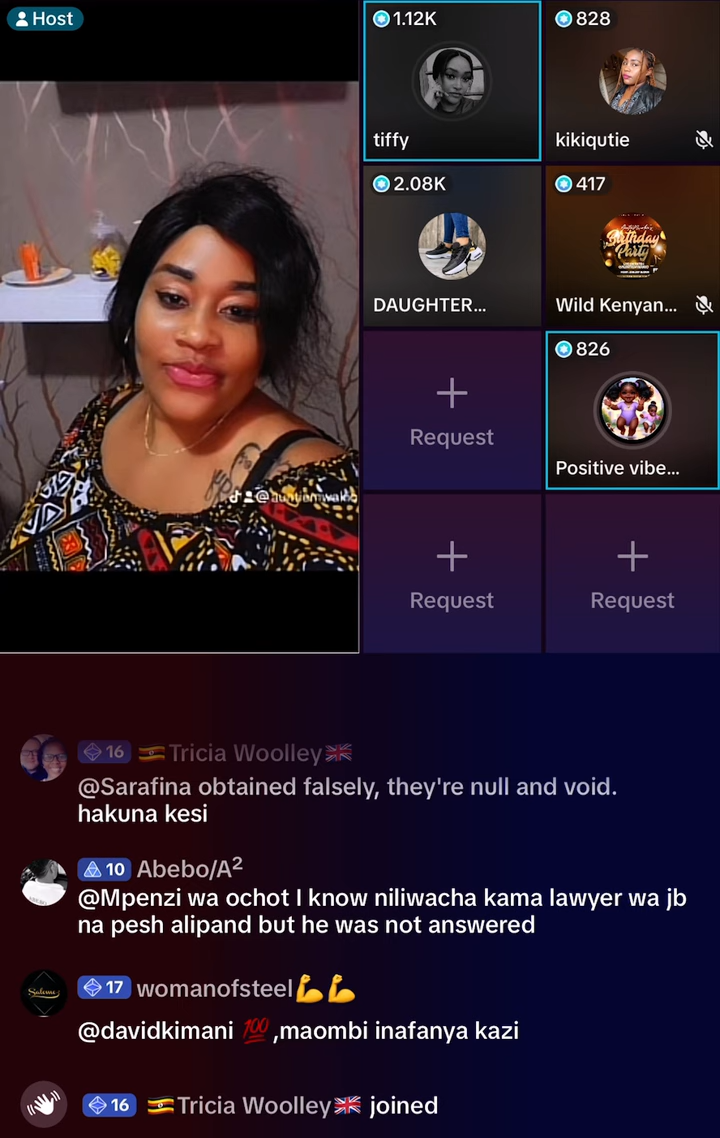 Host
1.12K
tiffy
828
kikiqutie
2.08K
DAUGHTER...
417
Birthday
Party
Wild Kenyan...
Request
826
Positive vibe...
Request
Request
16 🇺🇬Tricia Woolley🇬🇧
@Sarafina obtained falsely, they're null and void.
hakuna kesi
10 Abebo/A²
@Mpenzi wa ochot I know niliwacha kama lawyer wa jb
na pesh alipand but he was not answered
17 womanofsteel💪💪
@davidkimani 💯,maombi inafanya kazi
16 🇺🇬Tricia Woolley🇬🇧 joined